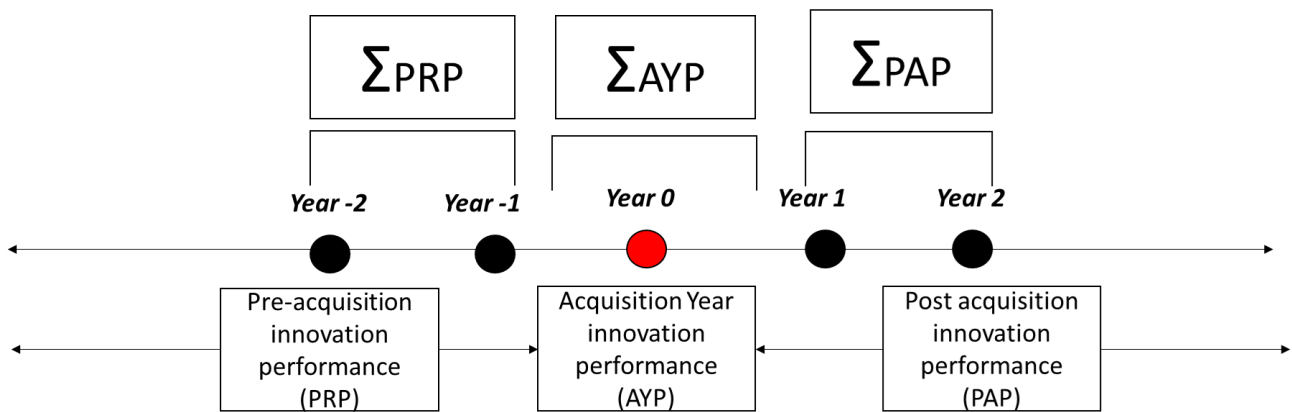 ΣPRP
ΣAYP
ΣPAP
Year -2
Year -1
Year 0
Year 1
Year 2
Pre-acquisition
innovation
performance
(PRP)
Acquisition Year
innovation
performance
(AYP)
Post acquisition
innovation
performance
(PAP)